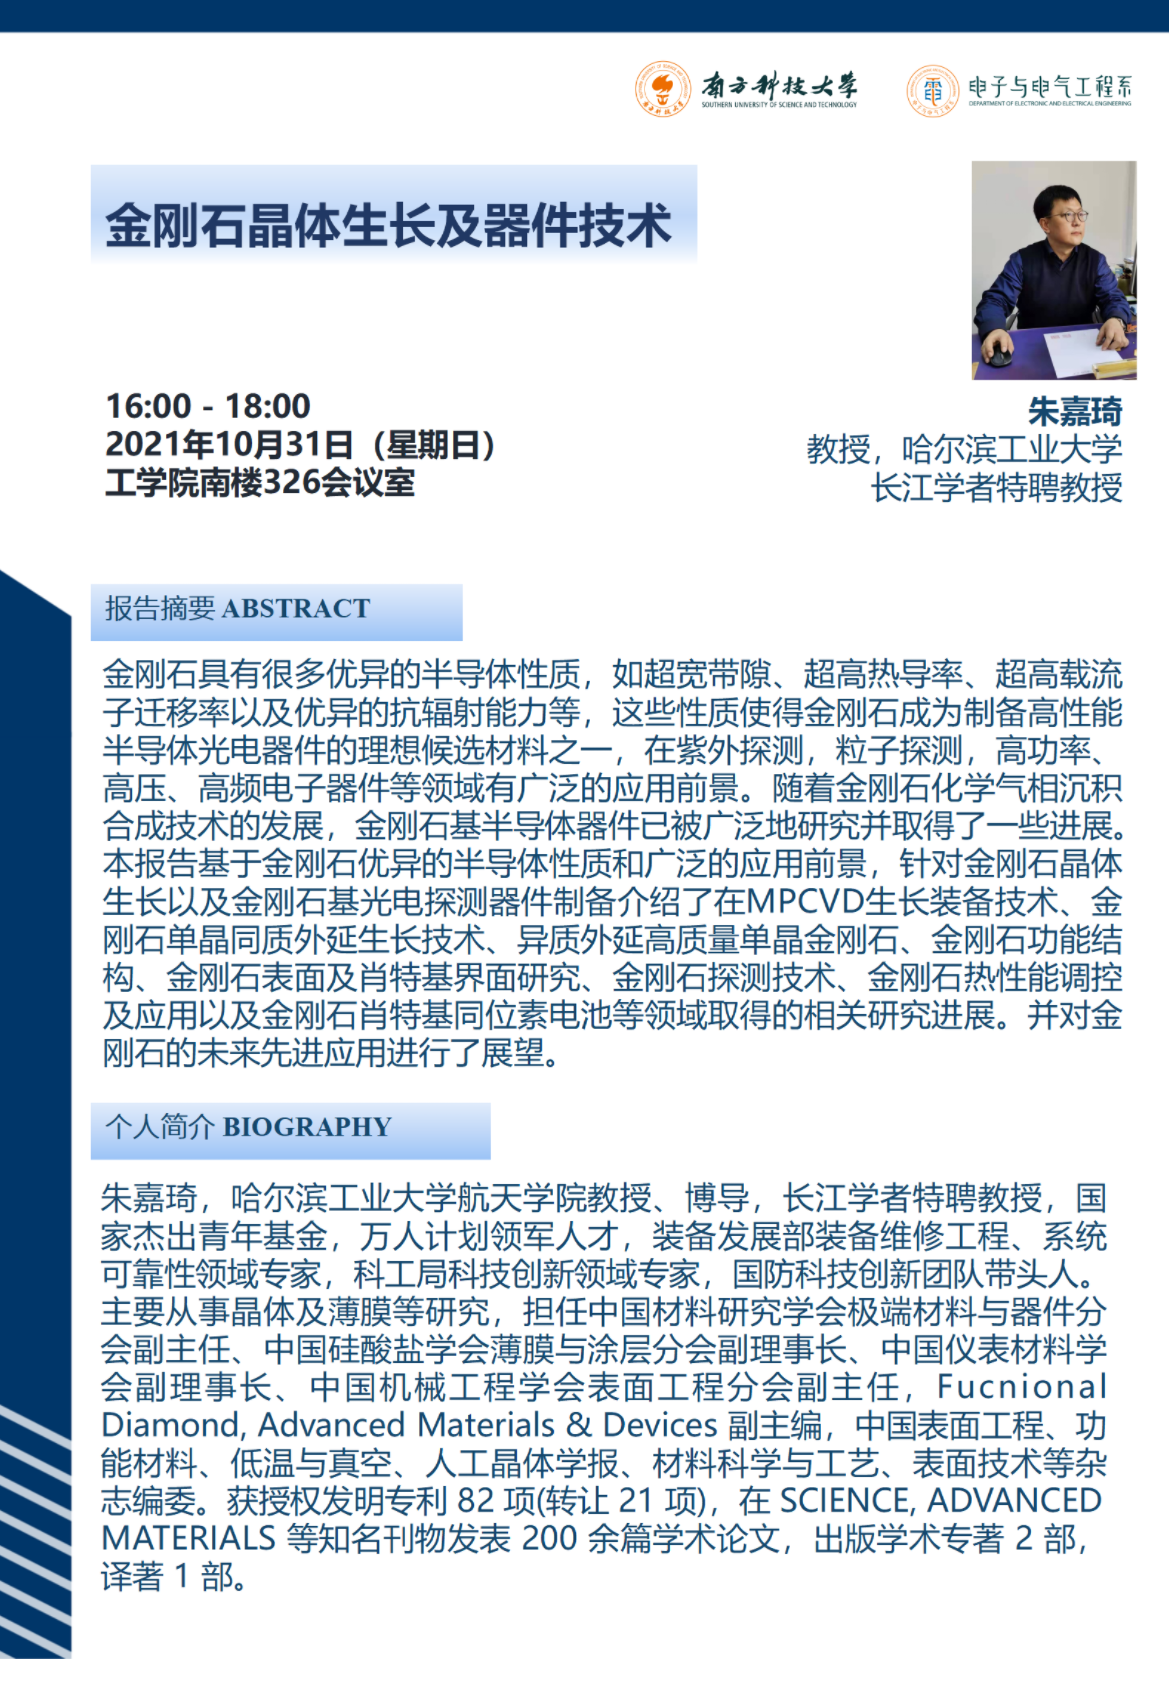 南方科技大学
SOUTHERN UNIVERSITY OF SCIENCE AND TECHNOLOGY
电子与电气工程系
DEPARTMENT OF ELECTRONIC AND ELECTRICAL ENGINEERING
金刚石晶体生长及器件技术
16:00 - 18:00
2021年10月31日（星期日）
工学院南楼326会议室
朱嘉琦
教授，哈尔滨工业大学
长江学者特聘教授
报告摘要 ABSTRACT
金刚石具有很多优异的半导体性质，如超宽带隙、超高热导率、超高载流
子迁移率以及优异的抗辐射能力等，这些性质使得金刚石成为制备高性能
半导体光电器件的理想候选材料之一，在紫外探测，粒子探测，高功率、
高压、高频电子器件等领域有广泛的应用前景。随着金刚石化学气相沉积
合成技术的发展，金刚石基半导体器件已被广泛地研究并取得了一些进展。
本报告基于金刚石优异的半导体性质和广泛的应用前景，针对金刚石晶体
生长以及金刚石基光电探测器件制备介绍了在MPCVD生长装备技术、金
刚石单晶同质外延生长技术、异质外延高质量单晶金刚石、金刚石功能结
构、金刚石表面及肖特基界面研究、金刚石探测技术、金刚石热性能调控
及应用以及金刚石肖特基同位素电池等领域取得的相关研究进展。并对金
刚石的未来先进应用进行了展望。
个人简介 BIOGRAPHY
朱嘉琦，哈尔滨工业大学航天学院教授、博导，长江学者特聘教授，国
家杰出青年基金，万人计划领军人才，装备发展部装备维修工程、系统
可靠性领域专家，科工局科技创新领域专家，国防科技创新团队带头人。
主要从事晶体及薄膜等研究，担任中国材料研究学会极端材料与器件分
会副主任、中国硅酸盐学会薄膜与涂层分会副理事长、中国仪表材料学
会副理事长、中国机械工程学会表面工程分会副主任，Fucnional
Diamond, Advanced Materials & Devices 副主编，中国表面工程、功
能材料、低温与真空、人工晶体学报、材料科学与工艺、表面技术等杂
志编委。获授权发明专利 82 项(转让 21 项)，在 SCIENCE, ADVANCED
MATERIALS 等知名刊物发表 200 余篇学术论文，出版学术专著 2 部，
译著 1 部。